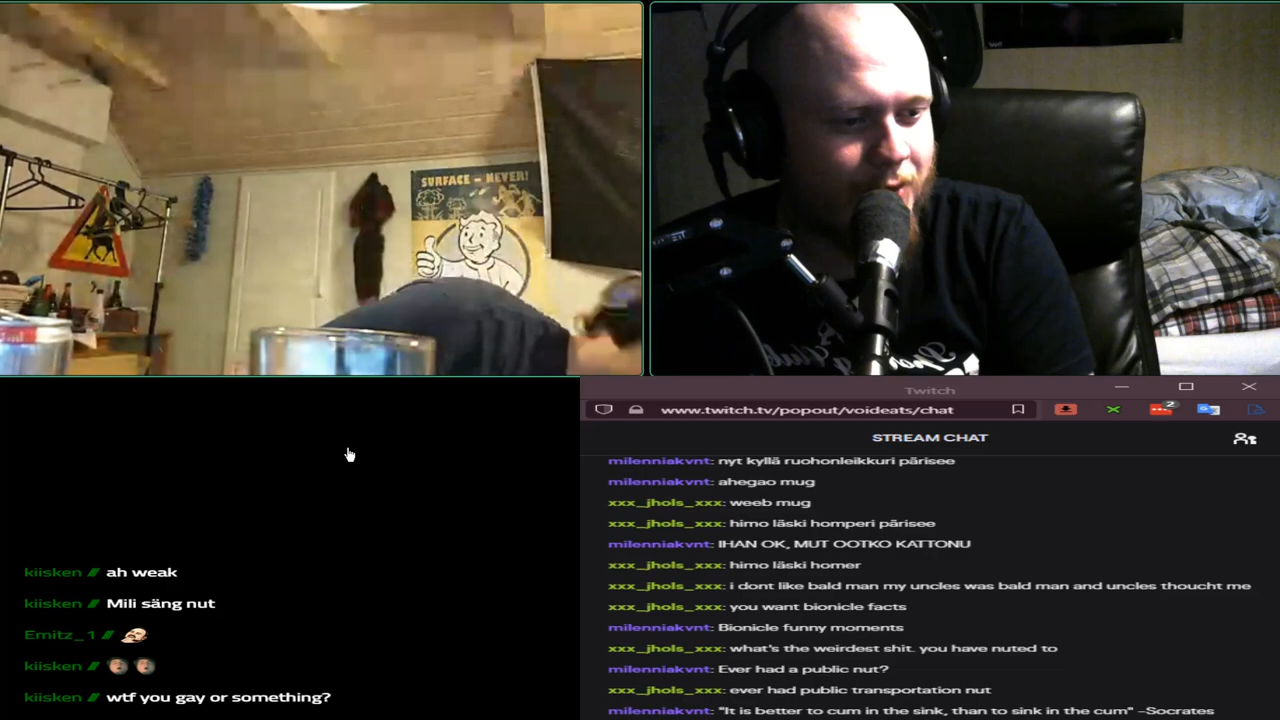 SURFACE - NEVER!
Twitch
www.twitch.tv/popout/voideats/chat
2
STREAM CHAT
milenniakvnt: nyt kyllä ruohonleikkuri pärisee
milenniakvnt: ahegao mug
xxx_jhols_xxx: weeb mug
xxx_jhols_xxx: himo läski homperi pärisee
milenniakvnt: IHAN OK, MUT OOTKO KATTONU
xxx_jhols_xxx: himo läski homer
xxx_jhols_xxx: i dont like bald man my uncles was bald man and uncles thoucht me
xxx_jhols_xxx: you want bionicle facts
milenniakvnt: Bionicle funny moments
xxx_jhols_xxx: what's the weirdest shit. you have nuted to
milenniakvnt: Ever had a public nut?
xxx_jhols_xxx: ever had public transportation nut
milenniakvnt: "It is better to cum in the sink, than to sink in the cum" –Socrates
kiisken // ah weak
kiisken // Mili säng nut
Emitz_1 //
kiisken //
kiisken // wtf you gay or something?